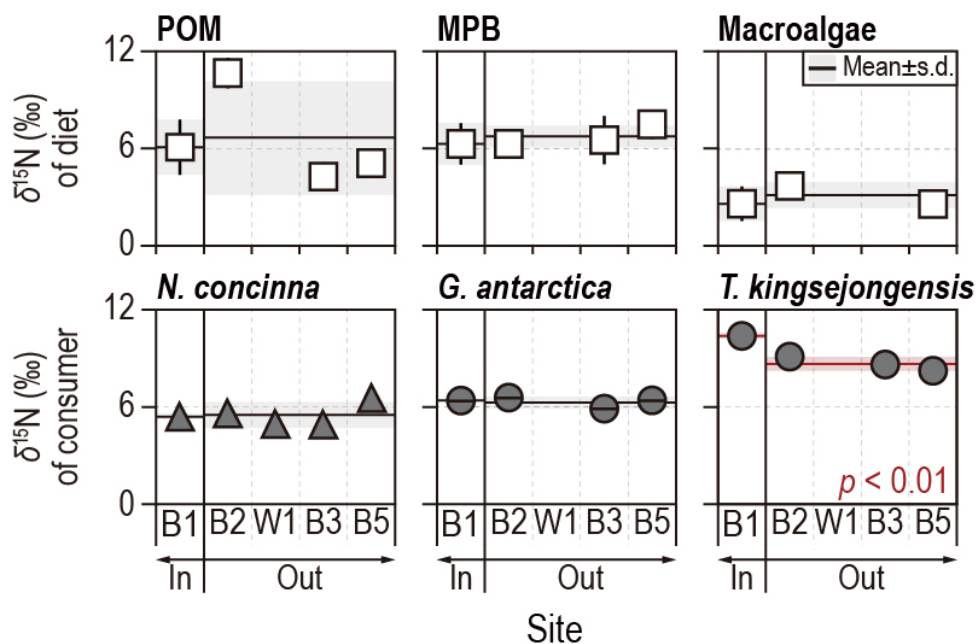 POM MPB Macroalgae
12
6
0
δ¹⁵N (‰)
of diet
Mean±s.d.
N. concinna G. antarctica T. kingsejongensis
12
6
0
δ¹⁵N (‰)
of consumer
p < 0.01
B1 B2 W1 B3 B5 B1 B2 W1 B3 B5 B1 B2 W1 B3 B5
In Out In Out In Out
Site